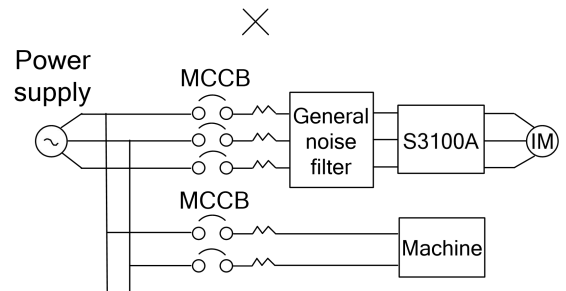 Power
supply
MCCB
General
noise
filter
S3100A
IM
MCCB
Machine